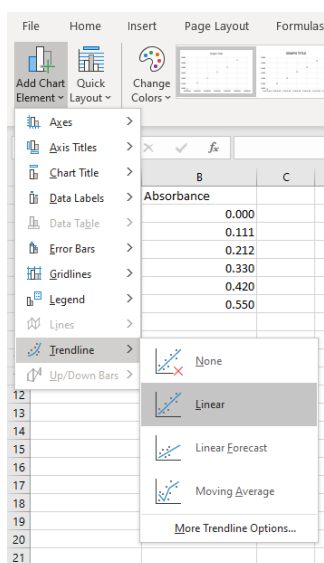 File Home Insert Page Layout Formulas
Add Chart Element
Quick Layout
Change Colors
Axes
Axis Titles
Chart Title
Data Labels
Data Table
Error Bars
Gridlines
Legend
Lines
Trendline
Up/Down Bars
None
Linear
Linear Forecast
Moving Average
More Trendline Options...
fx
B C
Absorbance
0.000
0.111
0.212
0.330
0.420
0.550
12
13
14
15
16
17
18
19
20
21